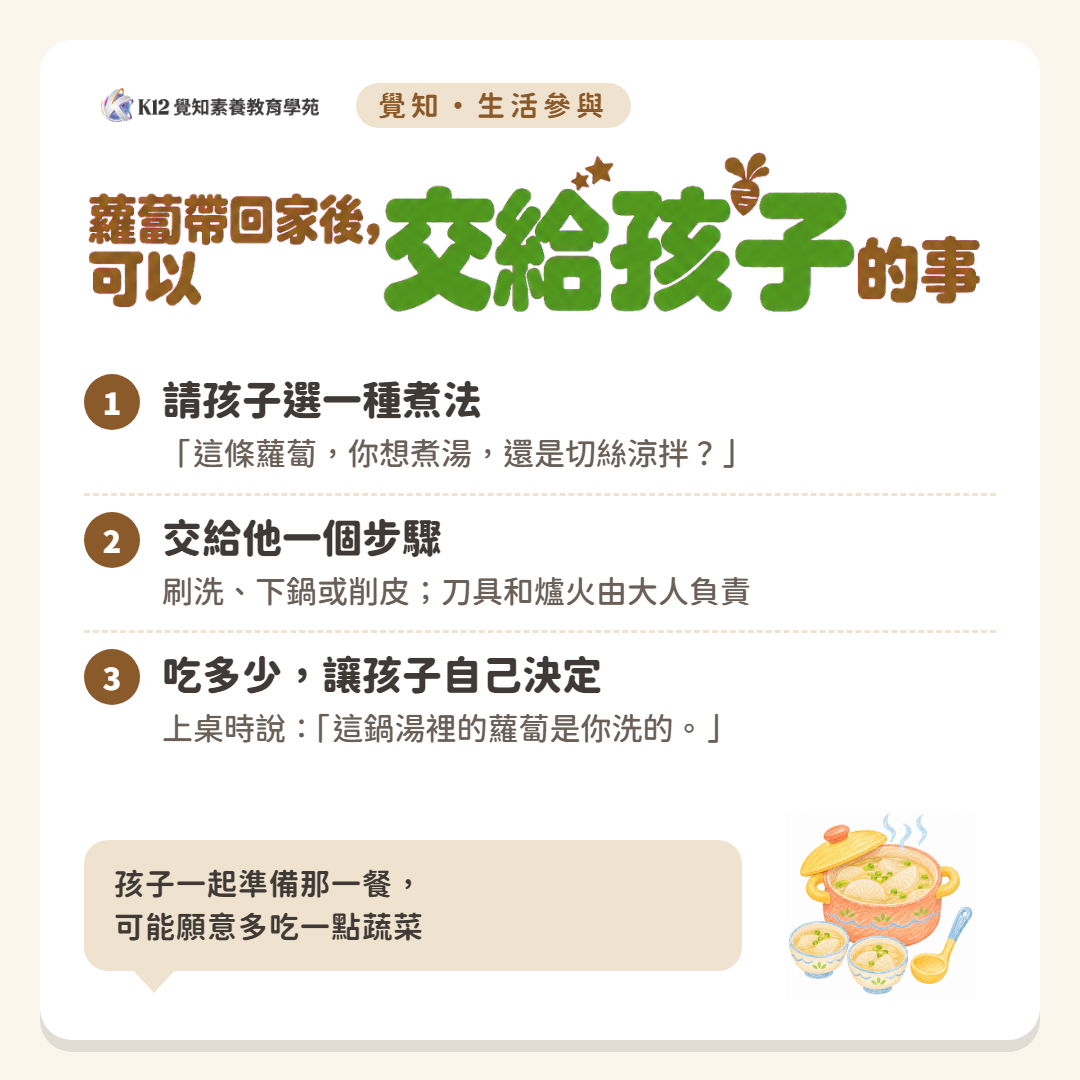 K12 覺知素養教育學苑
覺知・生活參與
蘿蔔帶回家後,
可以
交給孩子
的事
1
請孩子選一種煮法
「這條蘿蔔，你想煮湯，還是切絲涼拌？」
2
交給他一個步驟
刷洗、下鍋或削皮；刀具和爐火由大人負責
3
吃多少，讓孩子自己決定
上桌時說：「這鍋湯裡的蘿蔔是你洗的。」
孩子一起準備那一餐，
可能願意多吃一點蔬菜